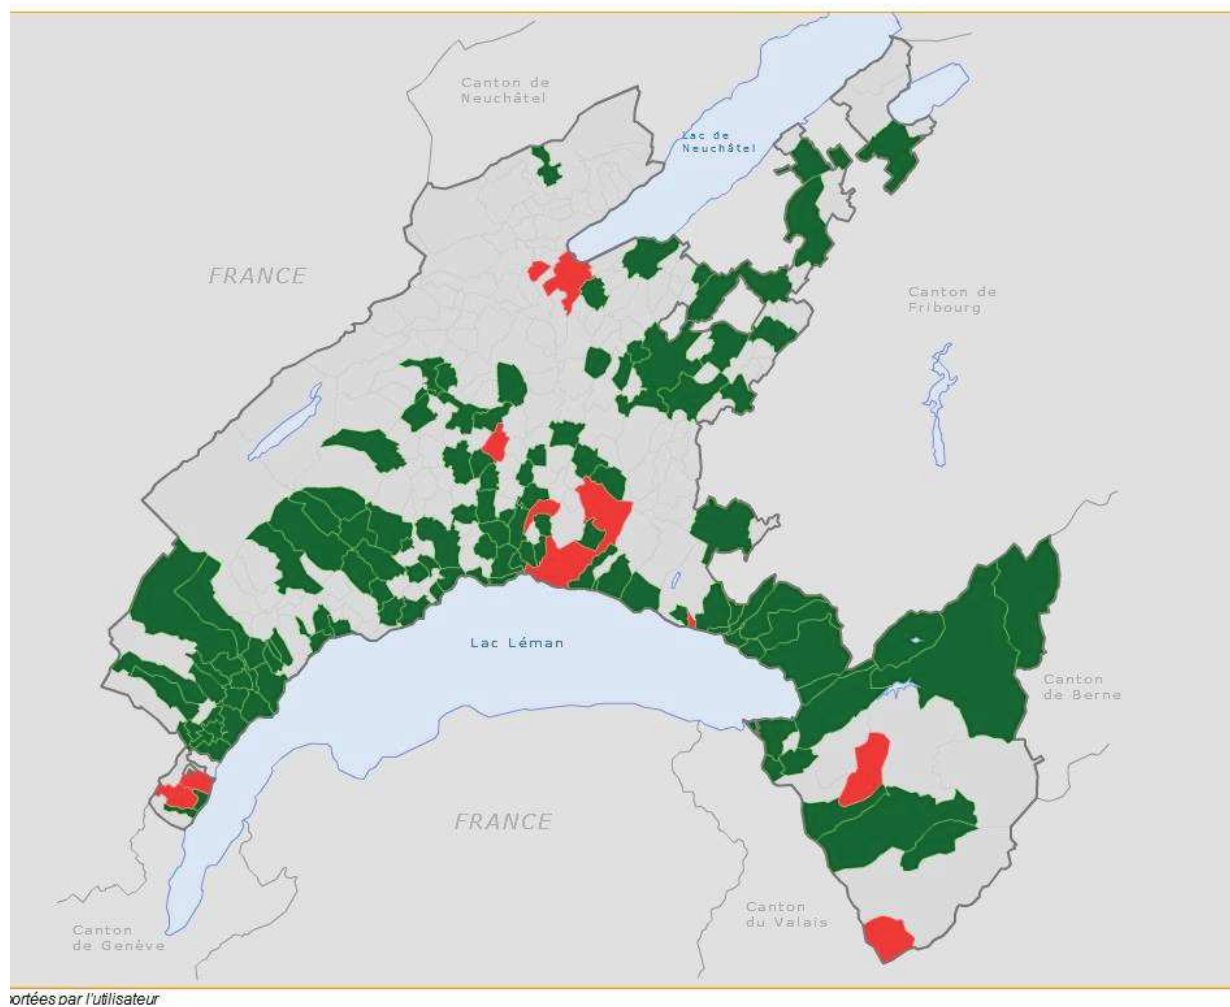 Canton de
Neuchâtel
Lac de
Neuchâtel
FRANCE
Canton de
Fribourg
Lac Léman
Canton
de Berne
FRANCE
Canton
du Valais
Canton
de Genève
ortées par l'utilisateur